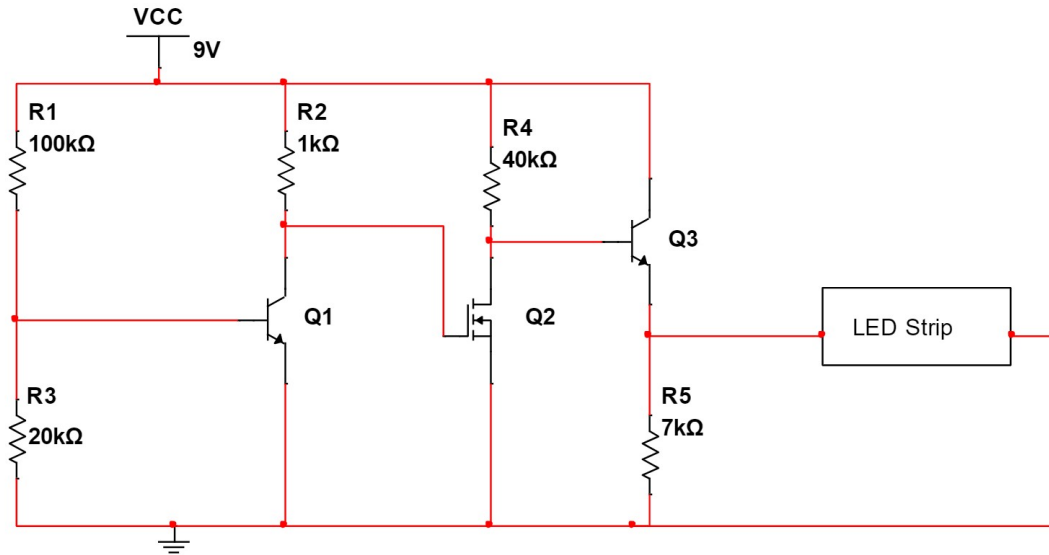 VCC
9V
R1
100kΩ
R2
1kΩ
R4
40kΩ
Q3
Q1
Q2
LED Strip
R3
20kΩ
R5
7kΩ